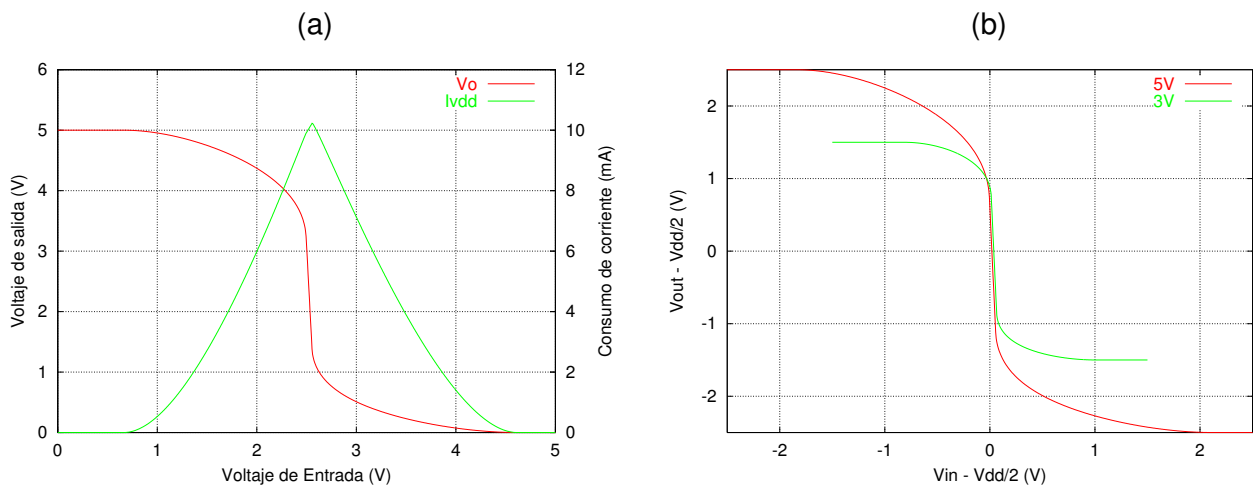 (a)
Vo
Ivdd
6
5
4
3
2
1
0
12
10
8
6
4
2
0
0 1 2 3 4 5
Voltaje de salida (V)
Consumo de corriente (mA)
Voltaje de Entrada (V)
(b)
5V
3V
2
1
0
-1
-2
-2 -1 0 1 2
Vout - Vdd/2 (V)
Vin - Vdd/2 (V)